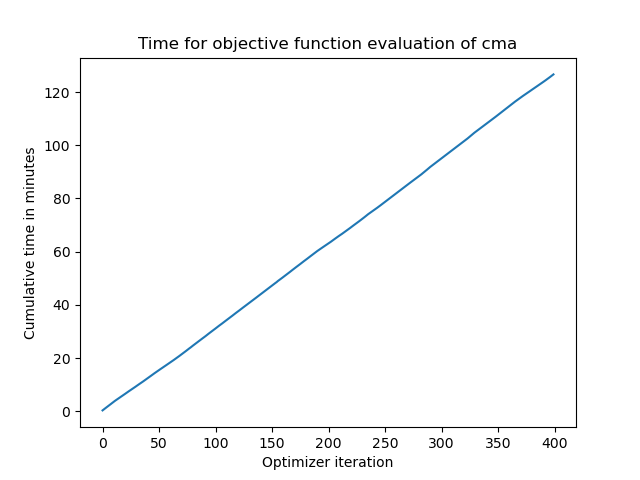 Time for objective function evaluation of cma
Cumulative time in minutes
120
100
80
60
40
20
0
0 50 100 150 200 250 300 350 400
Optimizer iteration